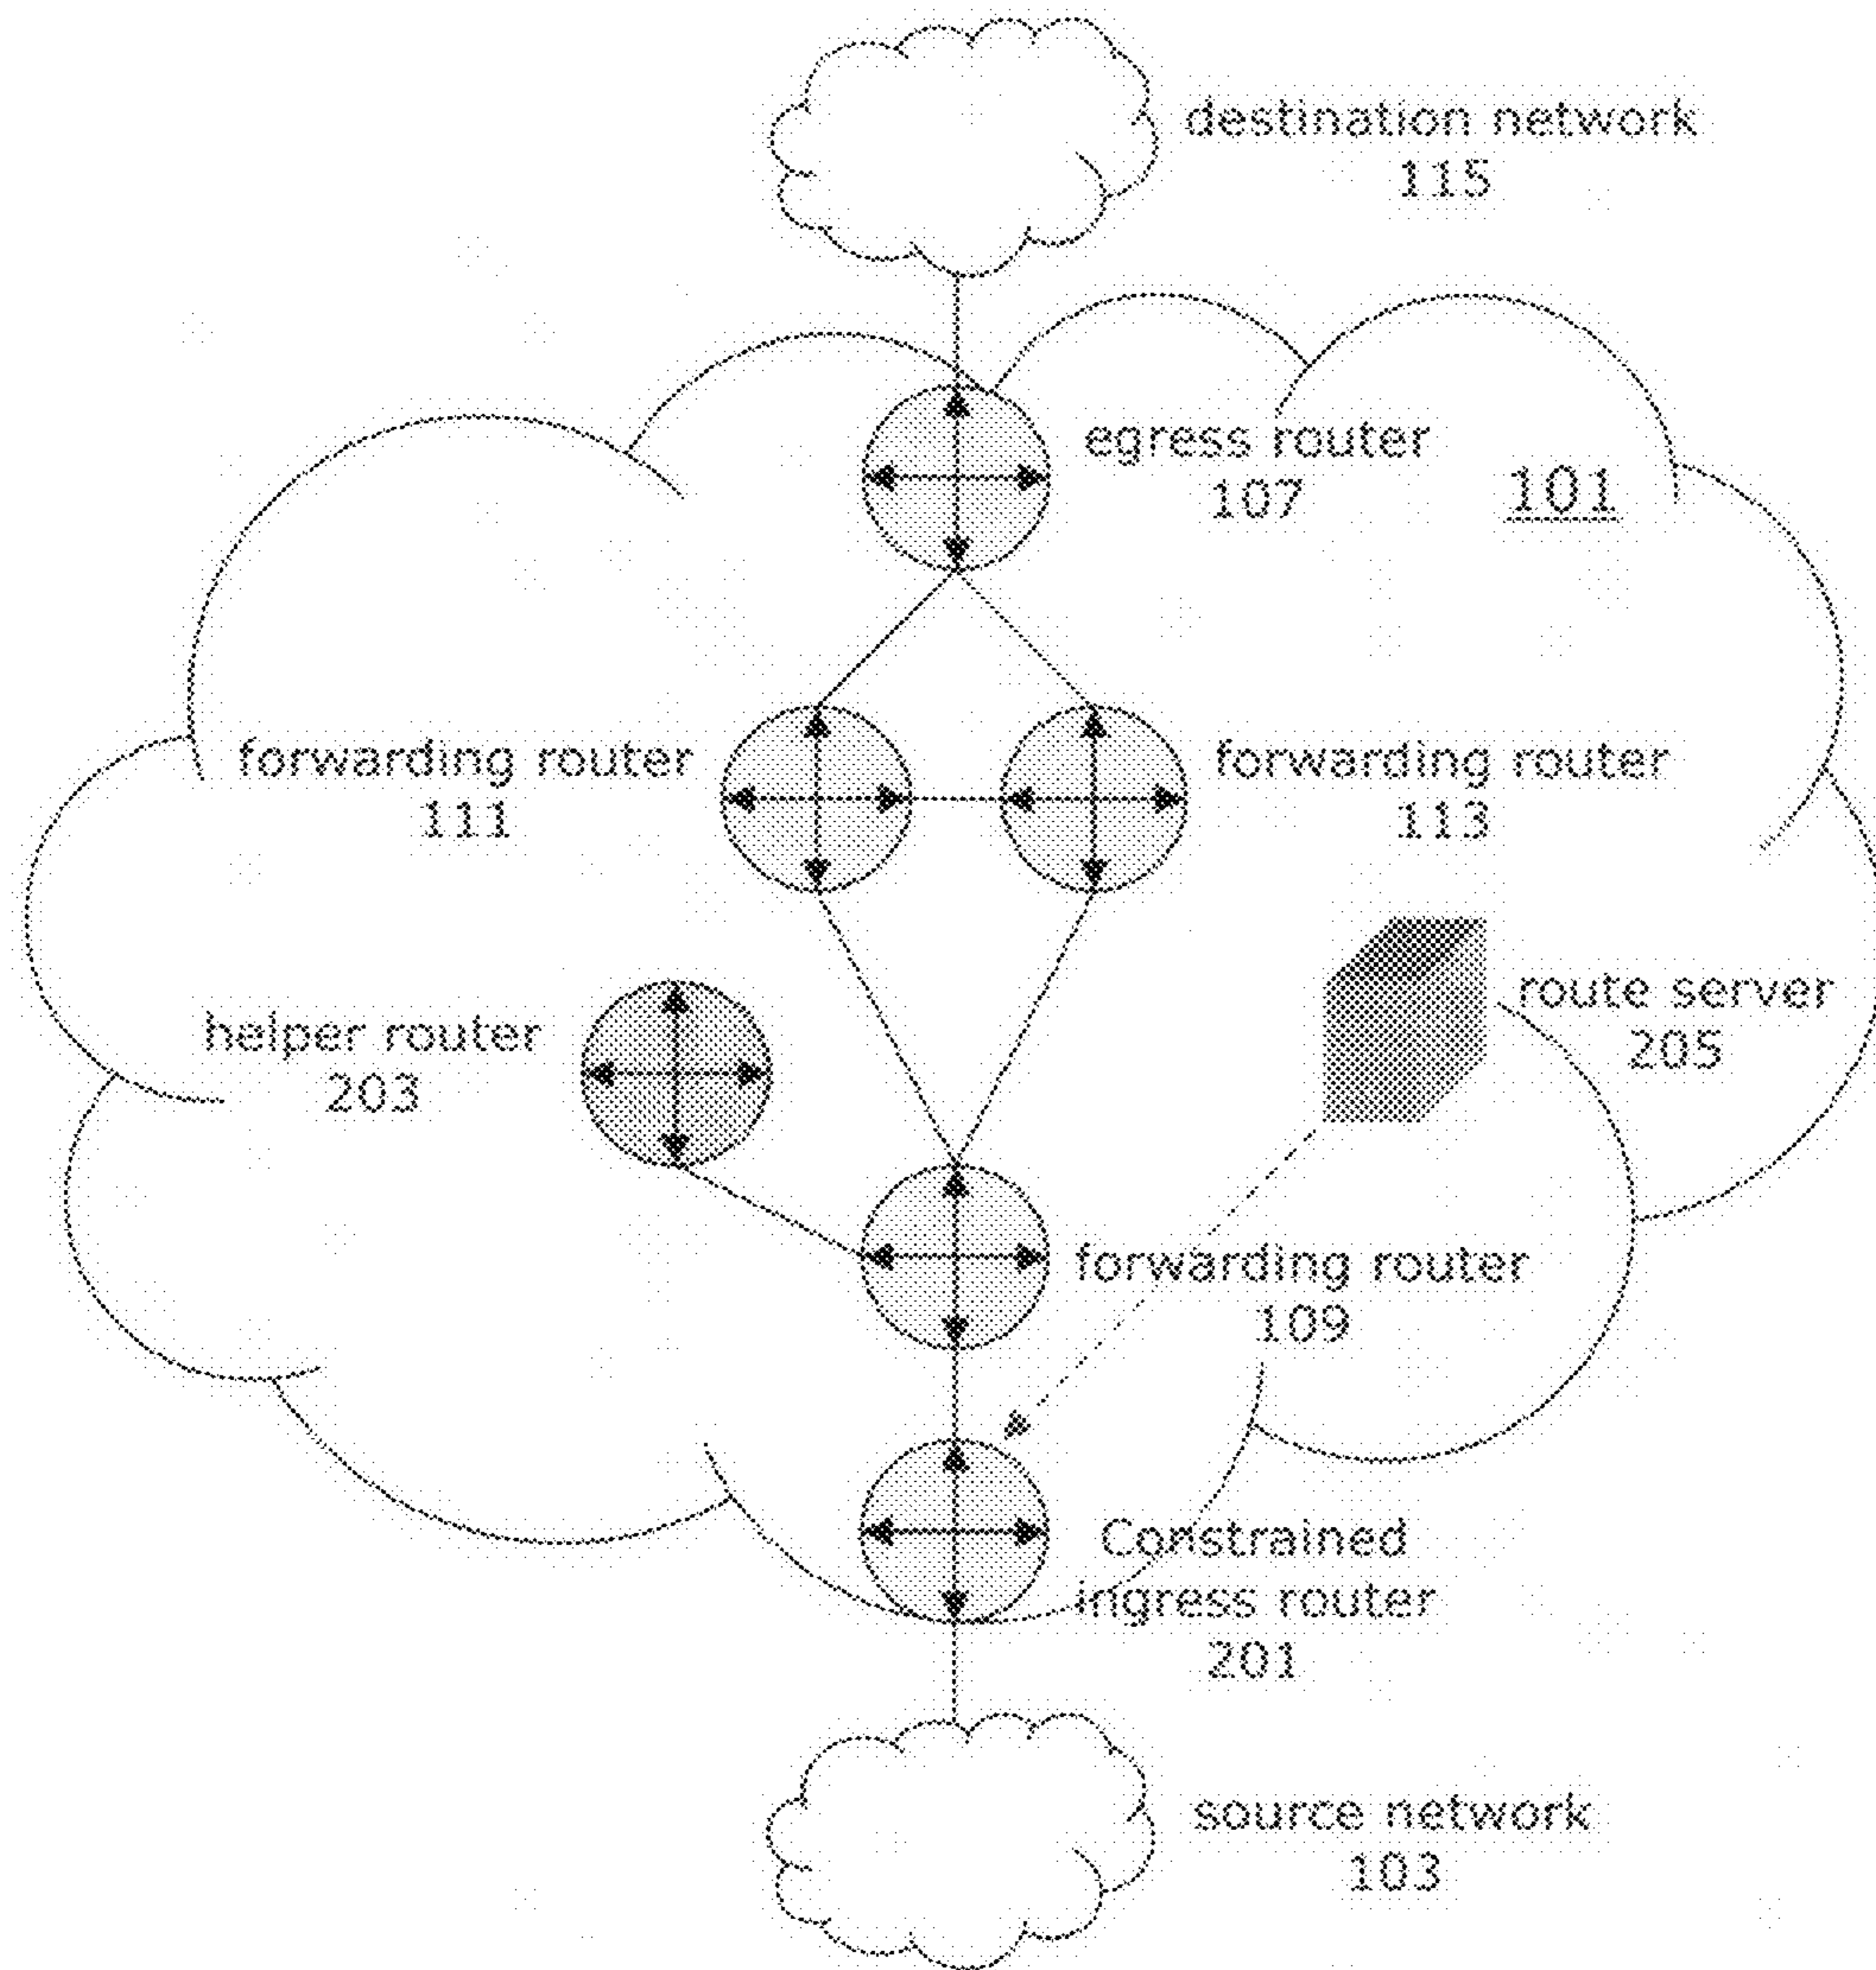 destination network
115
egress router
107
101
forwarding router
111
forwarding router
113
route server
205
helper router
203
forwarding router
109
Constrained
ingress router
201
source network
103